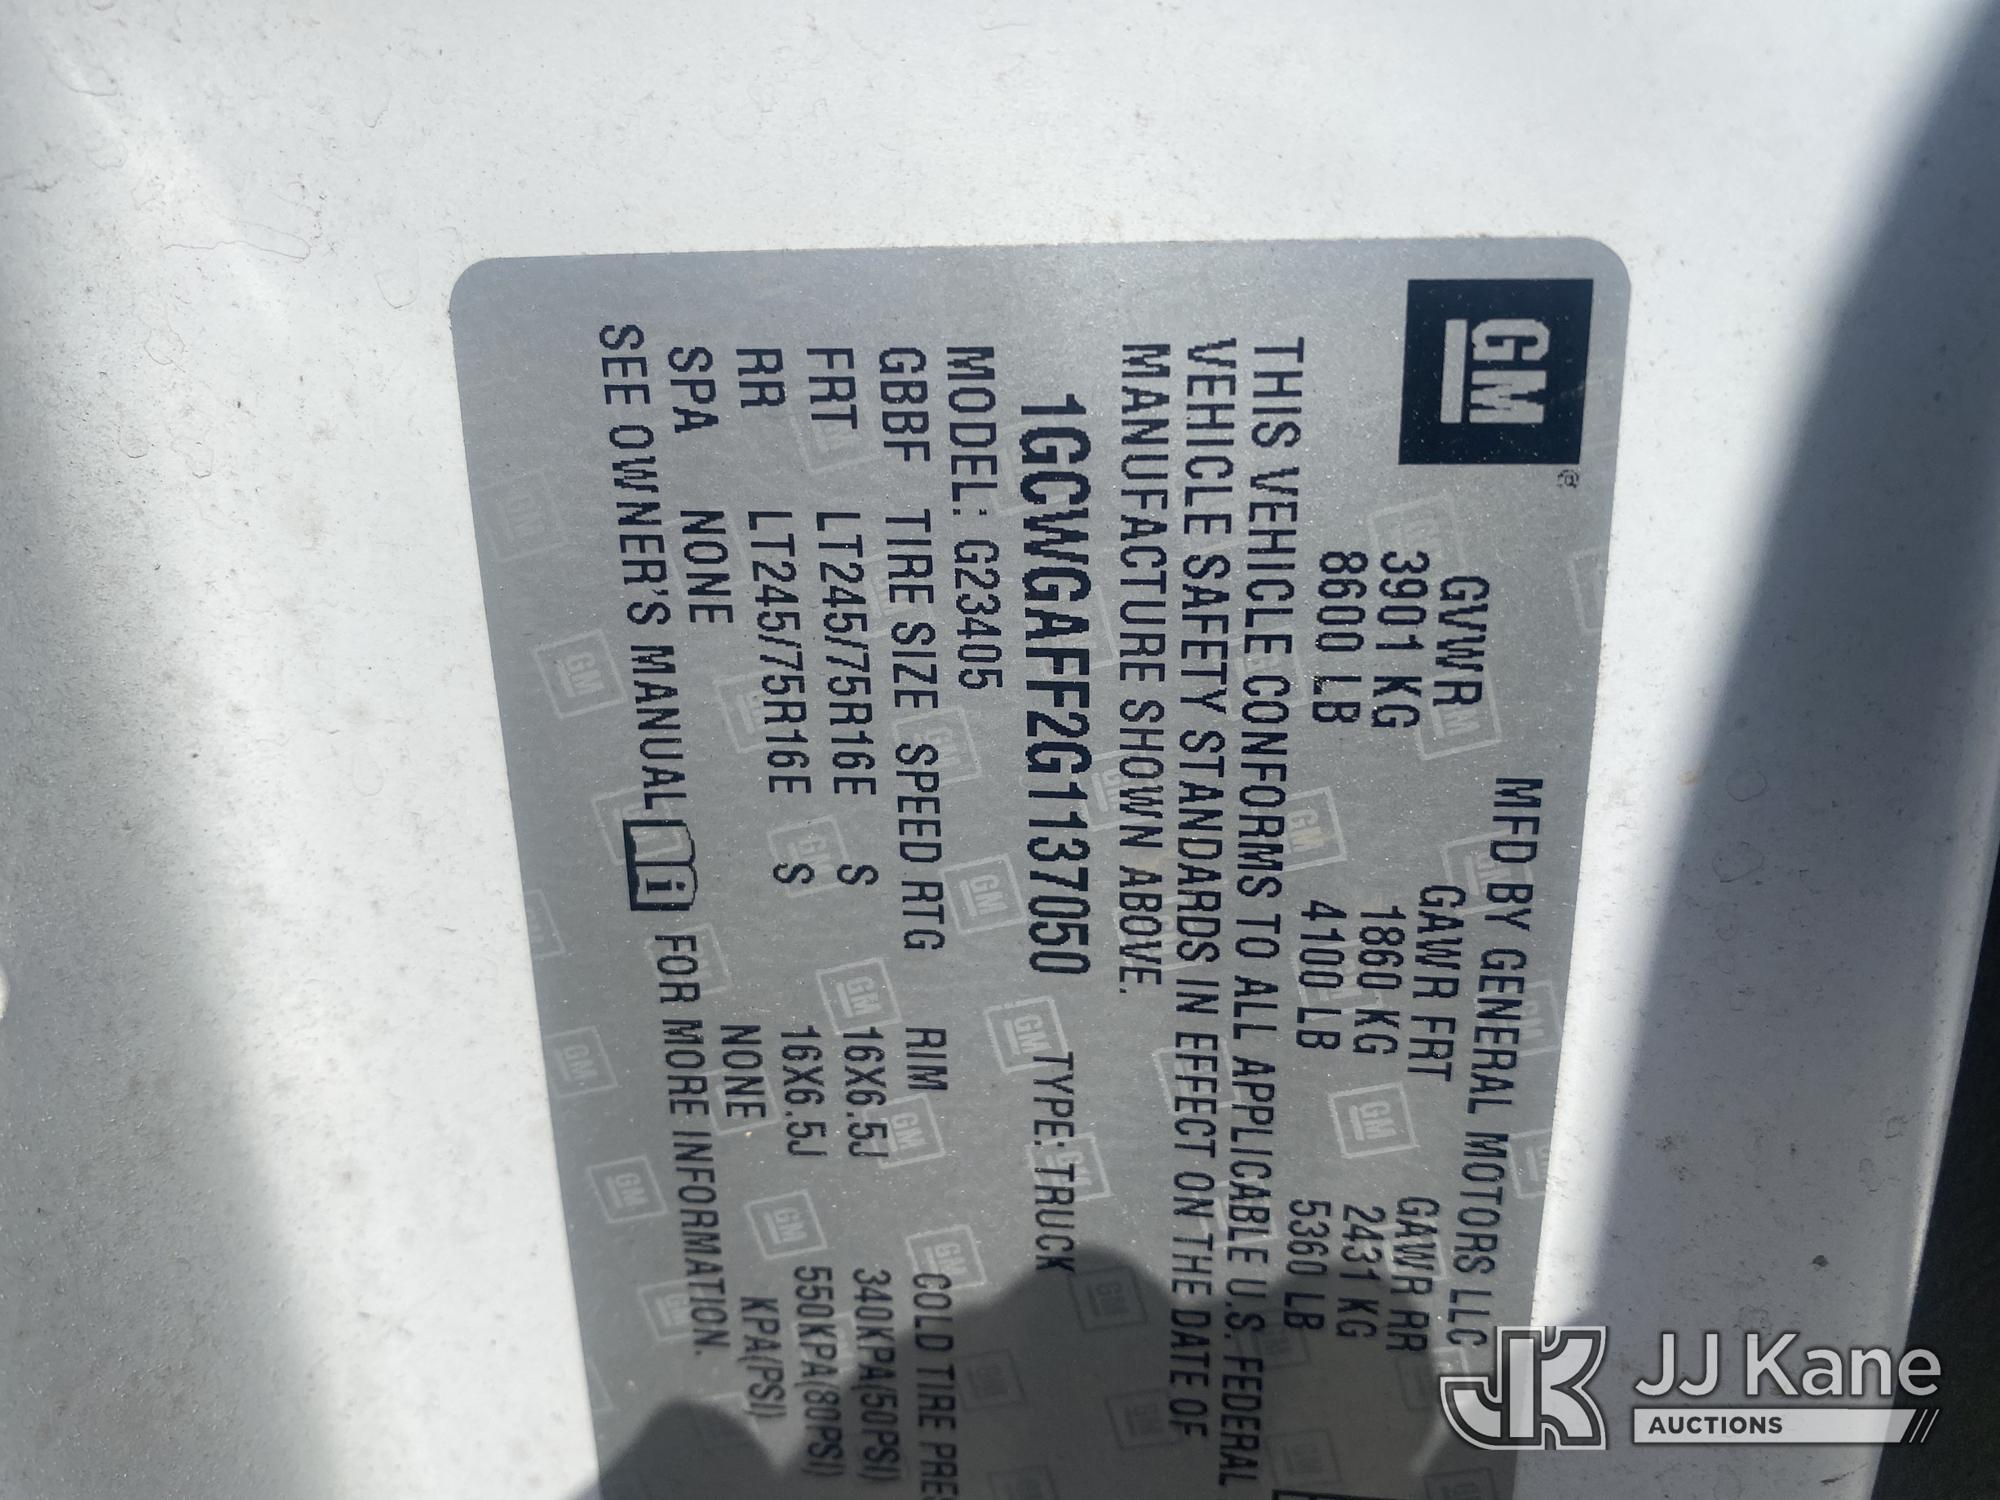 GM ®
MFD BY GENERAL MOTORS LLC
GVWR GAWR FRT GAWR RR
3901 KG 1860 KG 2431 KG
8600 LB 4100 LB 5360 LB
THIS VEHICLE CONFORMS TO ALL APPLICABLE U.S. FEDERAL
VEHICLE SAFETY STANDARDS IN EFFECT ON THE DATE OF
MANUFACTURE SHOWN ABOVE.
1GCWGAFF2G1137050 TYPE: TRUCK
MODEL: G23405
GBBF TIRE SIZE SPEED RTG RIM COLD TIRE PRES
FRT LT245/75R16E S 16X6.5J 340KPA(50PSI)
RR LT245/75R16E S 16X6.5J 550KPA(80PSI)
SPA NONE NONE KPA(PSI)
SEE OWNER'S MANUAL i FOR MORE INFORMATION.
JK JJ Kane
AUCTIONS